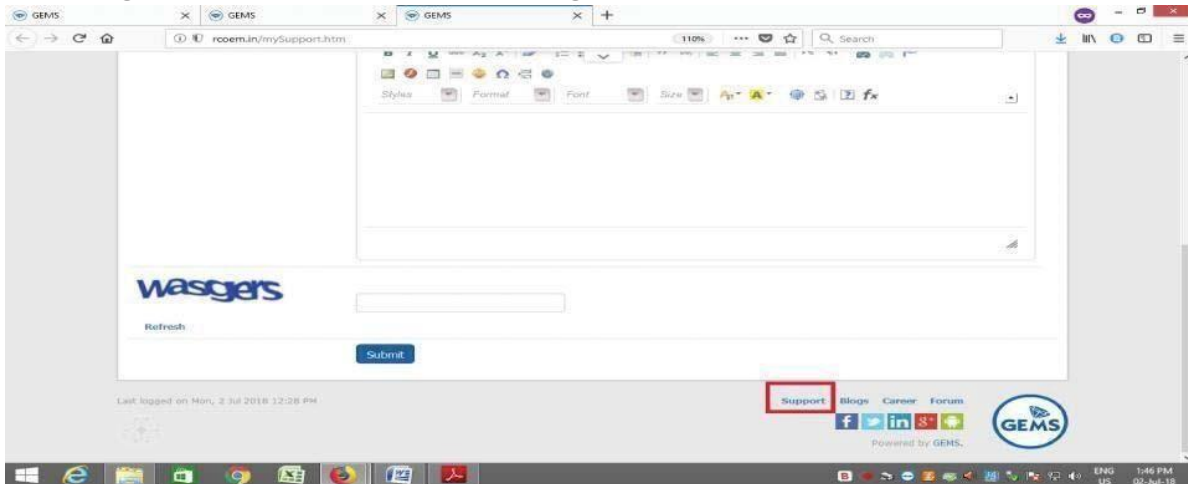 GEMS GEMS GEMS
rcoem.in/mySupport.htm 110% Search
Styles Format Font Size
wasgers
Refresh
Submit
Last logged on Mon, 2 Jul 2018 12:28 PM
Support Blogs Career Forum
GEMS
Powered by GEMS.
ENG 1:46 PM
US 02-Jul-18